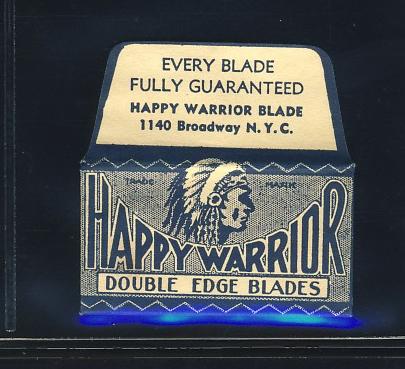 EVERY BLADE
FULLY GUARANTEED
HAPPY WARRIOR BLADE
1140 Broadway N.Y.C.
TRADE MARK
HAPPY WARRIOR
DOUBLE EDGE BLADES